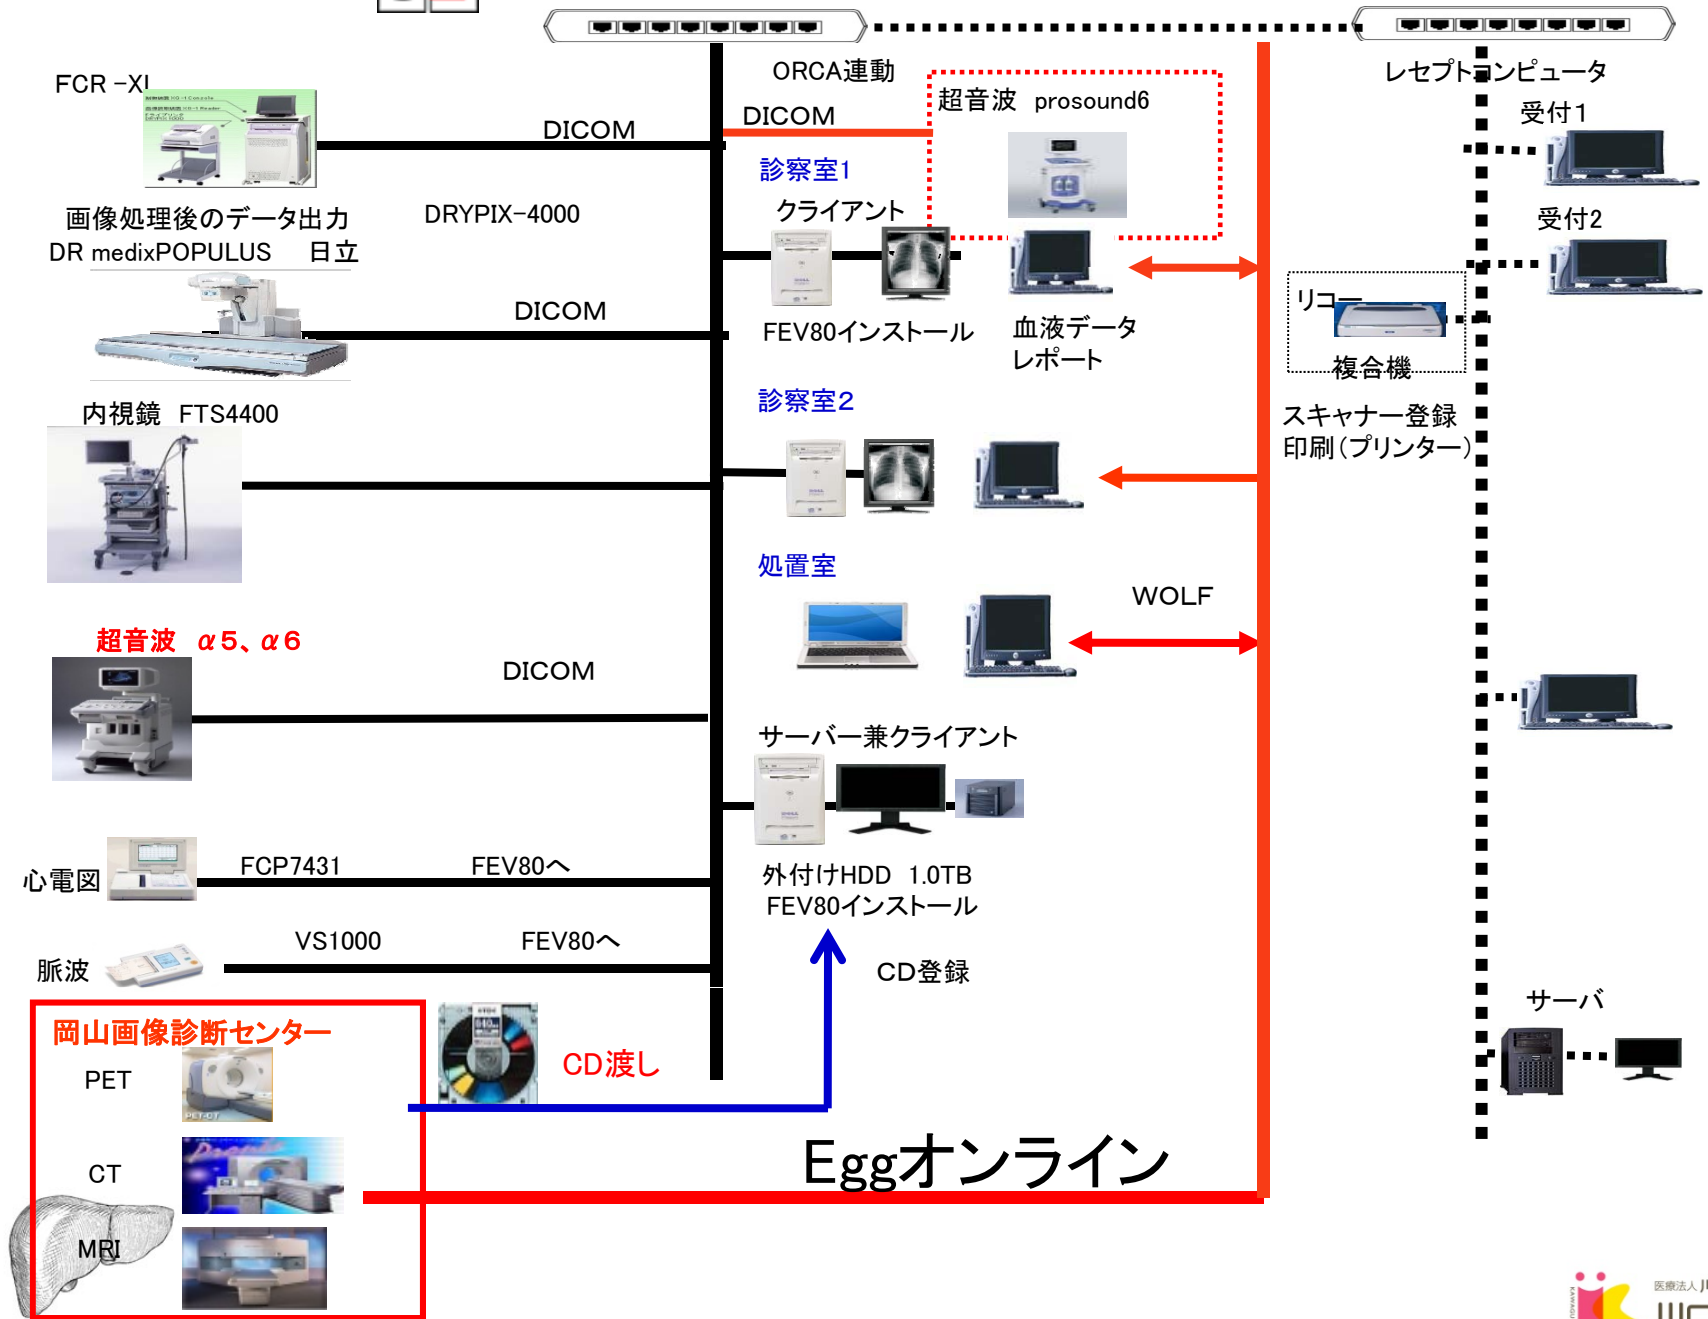 ORCA連動
レセプトコンピュータ
FCR-XL
DICOM
DICOM
超音波 prosound6
受付1
診察室1
画像処理後のデータ出力
DRYPIX-4000
クライアント
受付2
DR medixPOPULUS 日立
DICOM
FEV80インストール
血液データ
レポート
リコー
複合機
内視鏡 FTS4400
診察室2
スキャナー登録
印刷(プリンター)
処置室
WOLF
超音波 α5、α6
DICOM
サーバー兼クライアント
心電図
FCP7431
FEV80へ
外付けHDD 1.0TB
FEV80インストール
脈波
VS1000
FEV80へ
CD登録
サーバ
岡山画像診断センター
PET
PET-CT
CD渡し
CT
Eggオンライン
MRI
医療法人